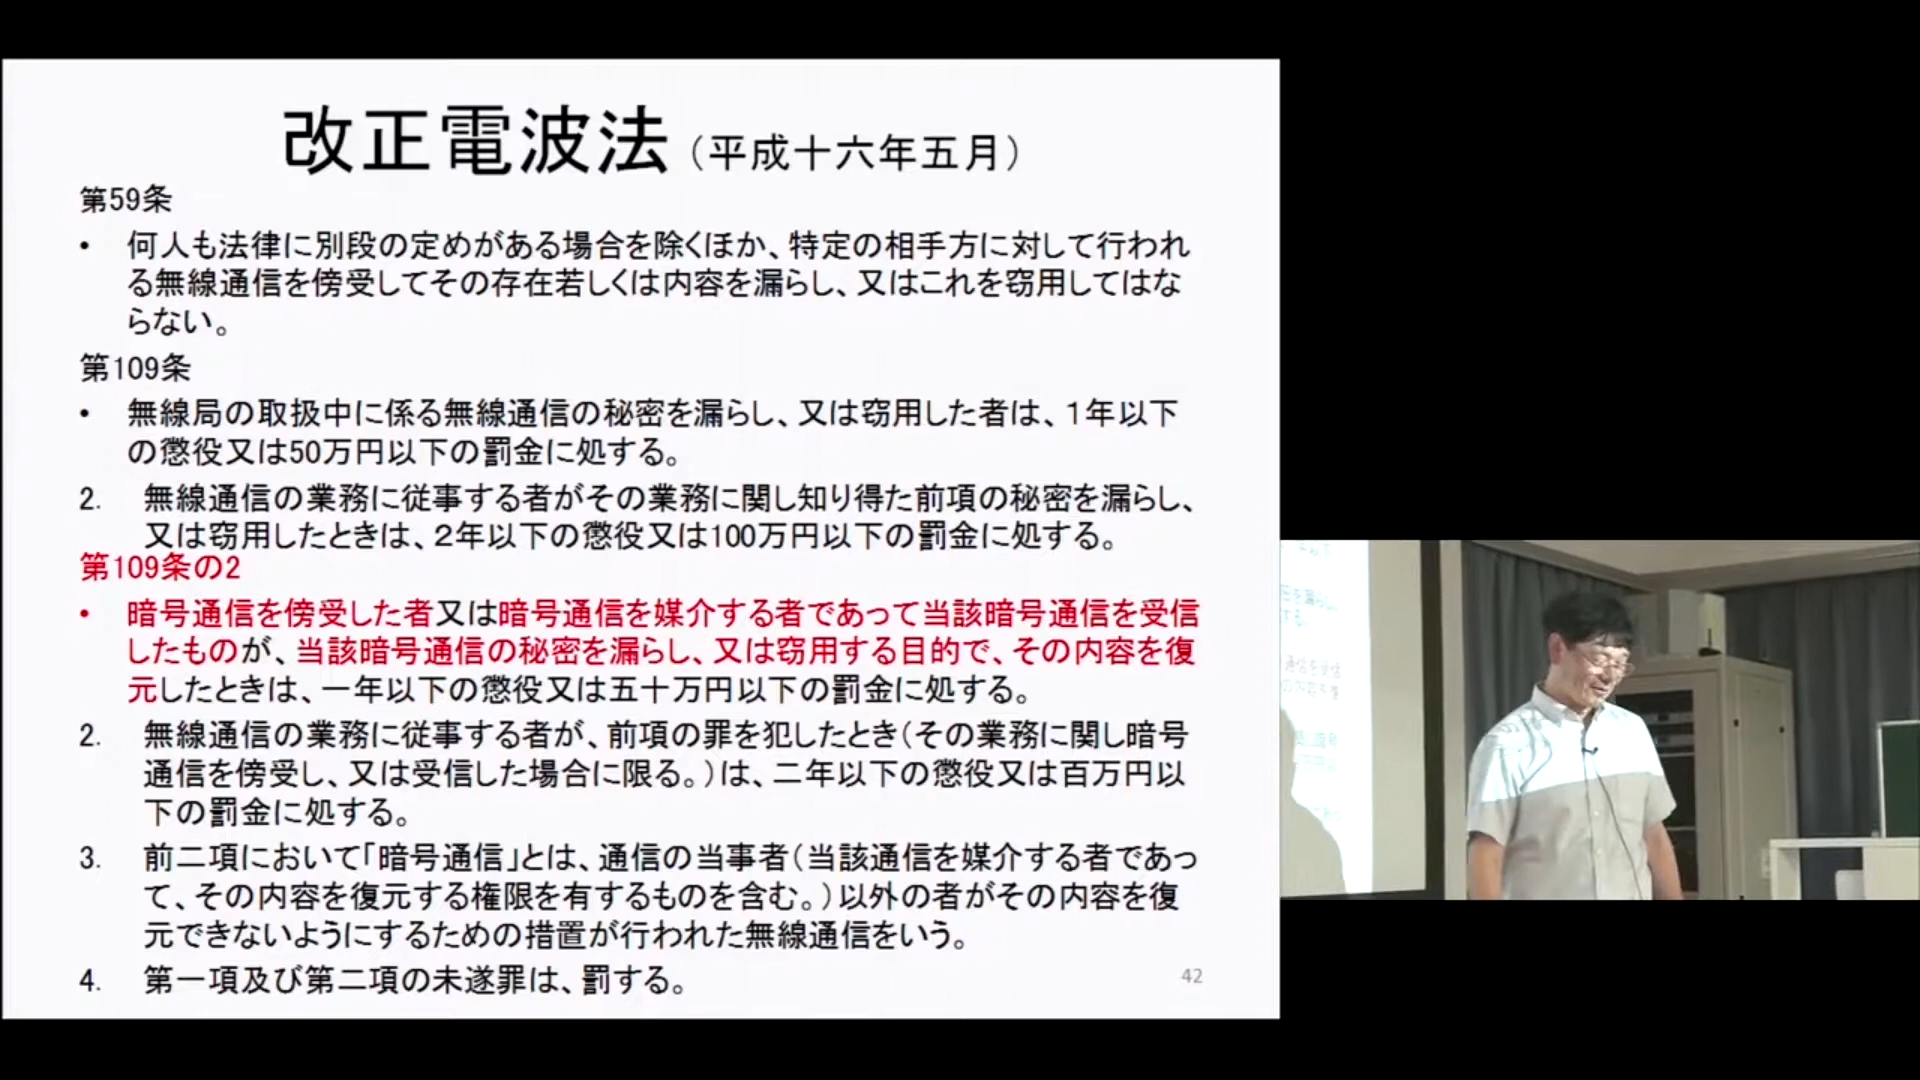 改正電波法（平成十六年五月）
第59条
• 何人も法律に別段の定めがある場合を除くほか、特定の相手方に対して行われ
る無線通信を傍受してその存在若しくは内容を漏らし、又はこれを窃用してはな
らない。
第109条
• 無線局の取扱中に係る無線通信の秘密を漏らし、又は窃用した者は、１年以下
の懲役又は50万円以下の罰金に処する。
2. 無線通信の業務に従事する者がその業務に関し知り得た前項の秘密を漏らし、
又は窃用したときは、２年以下の懲役又は100万円以下の罰金に処する。
第109条の2
• 暗号通信を傍受した者又は暗号通信を媒介する者であって当該暗号通信を受信
したものが、当該暗号通信の秘密を漏らし、又は窃用する目的で、その内容を復
元したときは、一年以下の懲役又は五十万円以下の罰金に処する。
2. 無線通信の業務に従事する者が、前項の罪を犯したとき（その業務に関し暗号
通信を傍受し、又は受信した場合に限る。）は、二年以下の懲役又は百万円以
下の罰金に処する。
3. 前二項において「暗号通信」とは、通信の当事者（当該通信を媒介する者であっ
て、その内容を復元する権限を有するものを含む。）以外の者がその内容を復
元できないようにするための措置が行われた無線通信をいう。
4. 第一項及び第二項の未遂罪は、罰する。
42